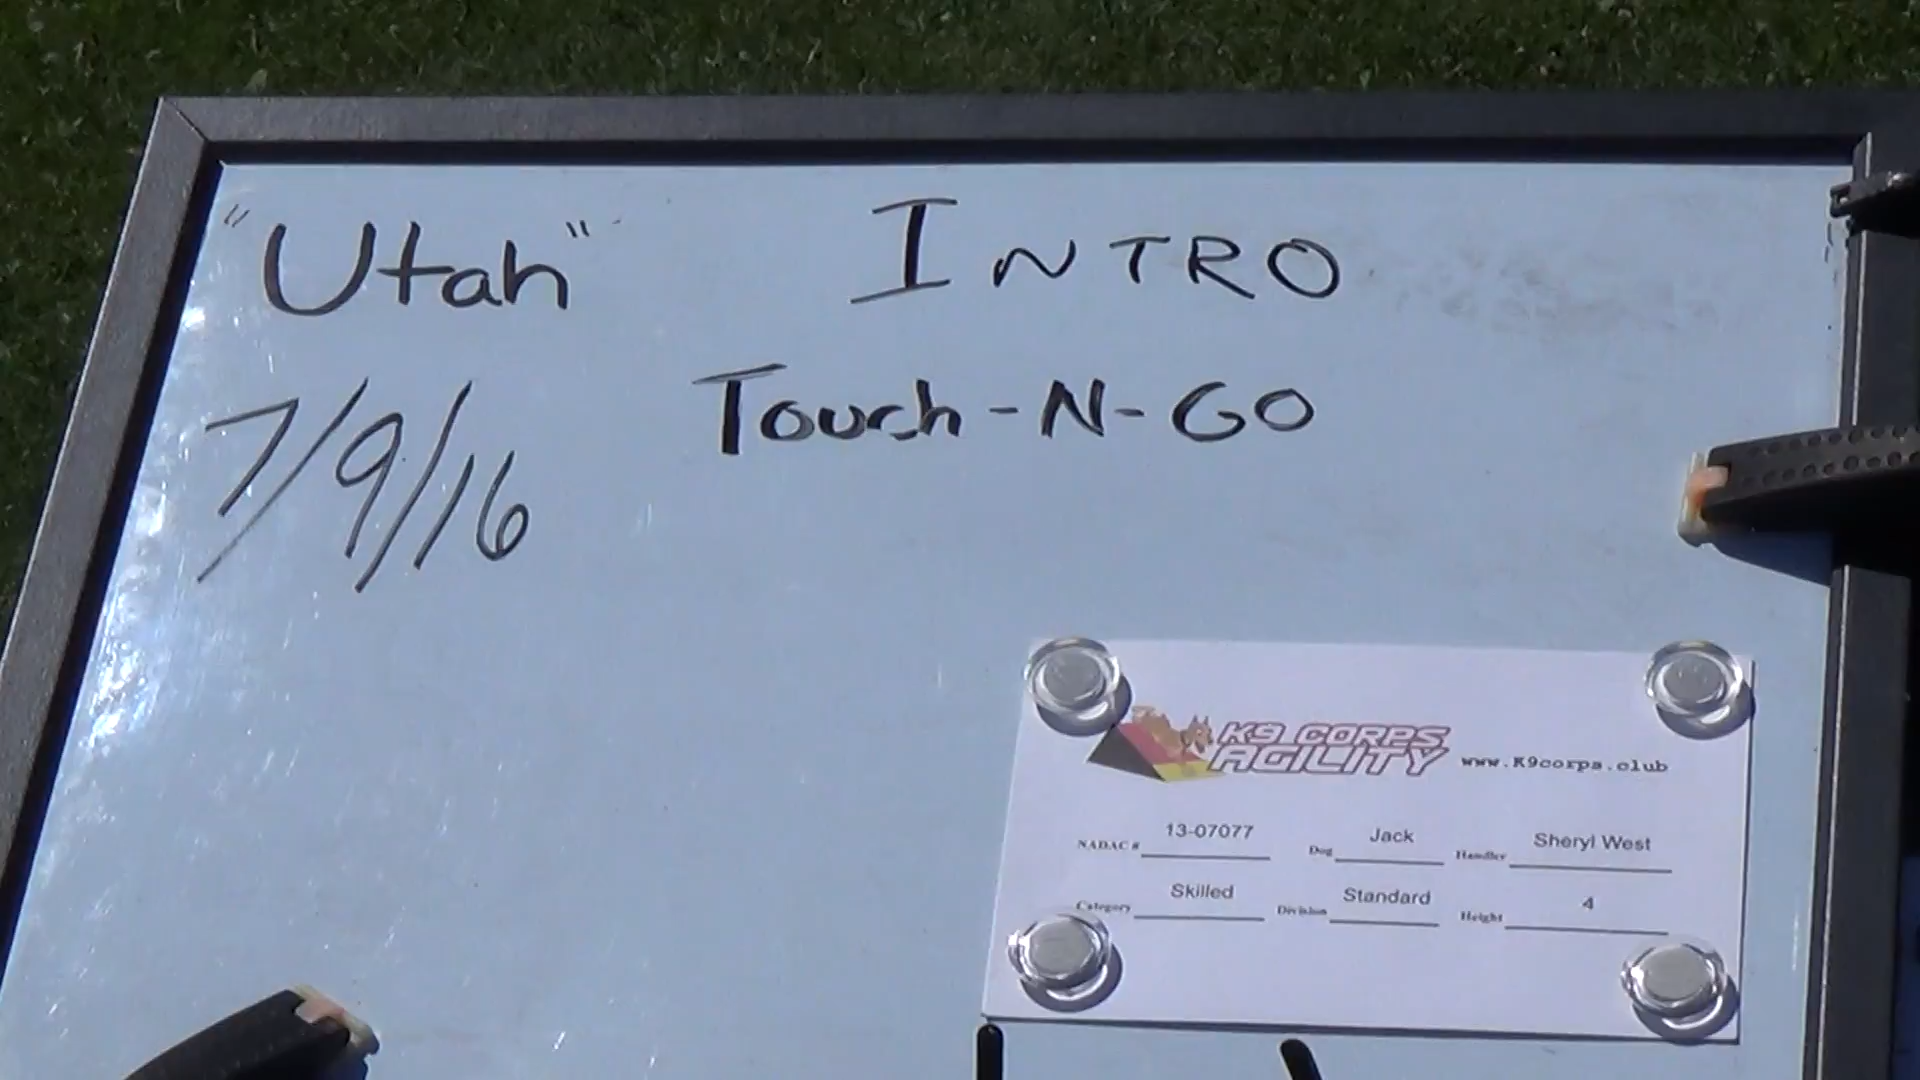 "Utah"
INTRO
7/9/16
Touch-N-GO
K9 CORPS
AGILITY
www.K9corps.club
NADAC # 13-07077 Dog Jack Handler Sheryl West
Category Skilled Division Standard Height 4